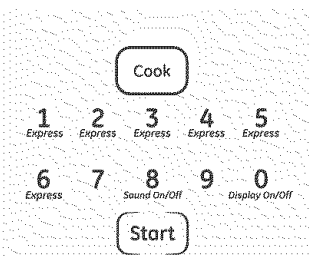 Cook
1 2 3 4 5
Express Express Express Express Express
6 7 8 9 0
Express Sound On/Off Display On/Off
Start